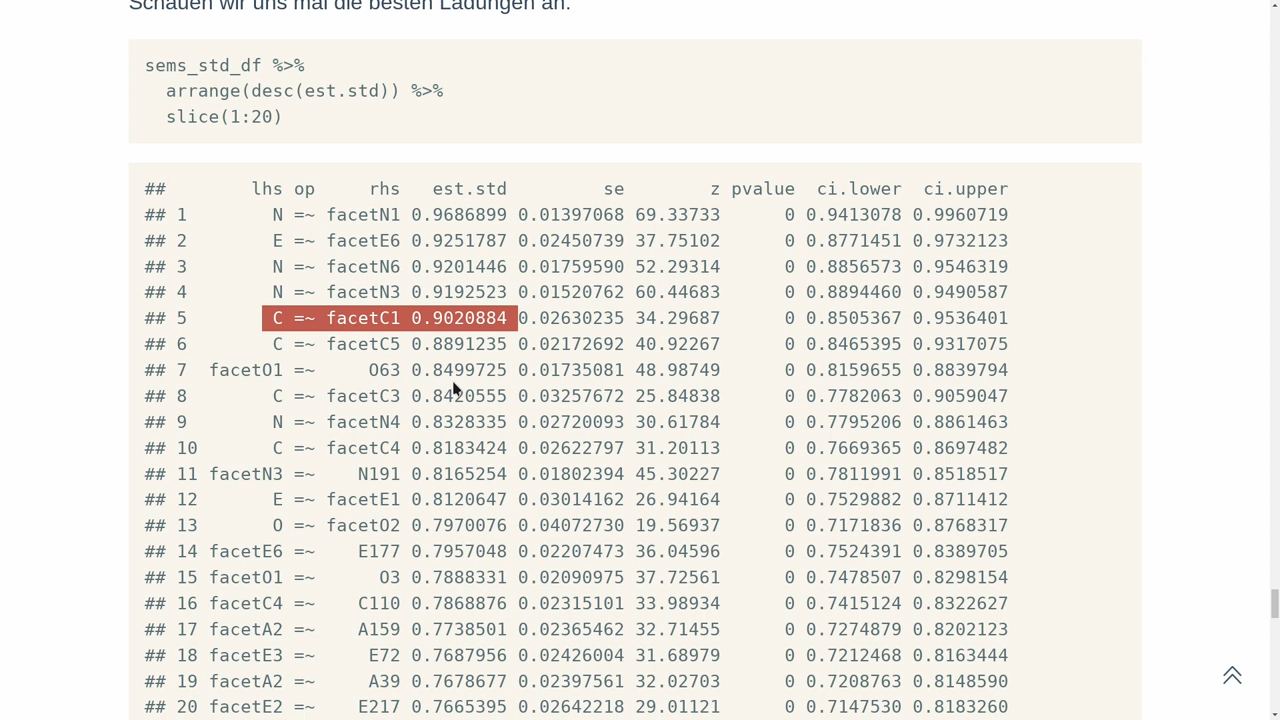 Schauen wir uns mal die besten Ladungen an.
sems_std_df %>%
  arrange(desc(est.std)) %>%
  slice(1:20)
##        lhs op     rhs   est.std         se        z pvalue  ci.lower  ci.upper
## 1        N =~ facetN1 0.9686899 0.01397068 69.33733      0 0.9413078 0.9960719
## 2        E =~ facetE6 0.9251787 0.02450739 37.75102      0 0.8771451 0.9732123
## 3        N =~ facetN6 0.9201446 0.01759590 52.29314      0 0.8856573 0.9546319
## 4        N =~ facetN3 0.9192523 0.01520762 60.44683      0 0.8894460 0.9490587
## 5        C =~ facetC1 0.9020884 0.02630235 34.29687      0 0.8505367 0.9536401
## 6        C =~ facetC5 0.8891235 0.02172692 40.92267      0 0.8465395 0.9317075
## 7  facetO1 =~     O63 0.8499725 0.01735081 48.98749      0 0.8159655 0.8839794
## 8        C =~ facetC3 0.8420555 0.03257672 25.84838      0 0.7782063 0.9059047
## 9        N =~ facetN4 0.8328335 0.02720093 30.61784      0 0.7795206 0.8861463
## 10       C =~ facetC4 0.8183424 0.02622797 31.20113      0 0.7669365 0.8697482
## 11 facetN3 =~    N191 0.8165254 0.01802394 45.30227      0 0.7811991 0.8518517
## 12       E =~ facetE1 0.8120647 0.03014162 26.94164      0 0.7529882 0.8711412
## 13       O =~ facetO2 0.7970076 0.04072730 19.56937      0 0.7171836 0.8768317
## 14 facetE6 =~    E177 0.7957048 0.02207473 36.04596      0 0.7524391 0.8389705
## 15 facetO1 =~      O3 0.7888331 0.02090975 37.72561      0 0.7478507 0.8298154
## 16 facetC4 =~    C110 0.7868876 0.02315101 33.98934      0 0.7415124 0.8322627
## 17 facetA2 =~    A159 0.7738501 0.02365462 32.71455      0 0.7274879 0.8202123
## 18 facetE3 =~     E72 0.7687956 0.02426004 31.68979      0 0.7212468 0.8163444
## 19 facetA2 =~     A39 0.7678677 0.02397561 32.02703      0 0.7208763 0.8148590
## 20 facetE2 =~    E217 0.7665395 0.02642218 29.01121      0 0.7147530 0.8183260